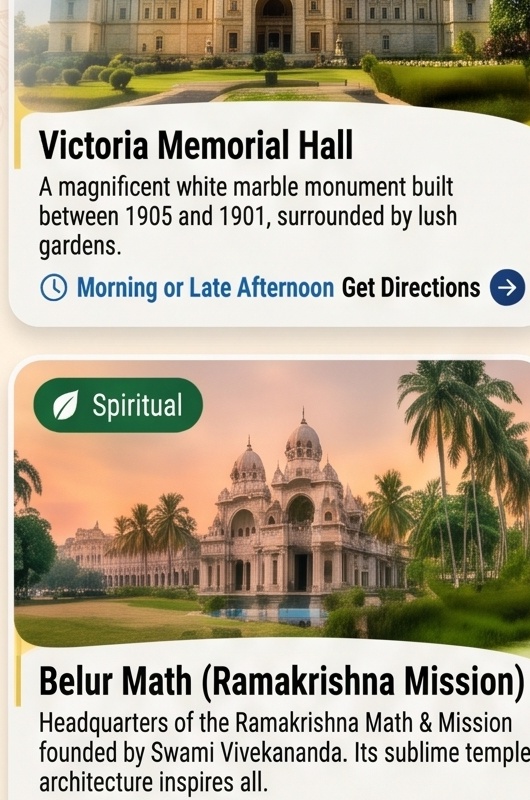 Victoria Memorial Hall
A magnificent white marble monument built
between 1905 and 1901, surrounded by lush
gardens.
Morning or Late Afternoon Get Directions
Spiritual
Belur Math (Ramakrishna Mission)
Headquarters of the Ramakrishna Math & Mission
founded by Swami Vivekananda. Its sublime temple
architecture inspires all.